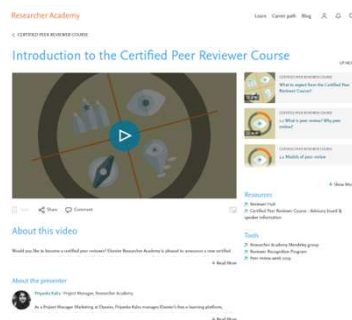 Researcher Academy
Learn Career path Blog
< CERTIFIED PEER REVIEWER COURSE
Introduction to the Certified Peer Reviewer Course
UP NEXT
CERTIFIED PEER REVIEWER COURSE
What to expect from the Certified Peer
Reviewer Course?
CERTIFIED PEER REVIEWER COURSE
1.1 What is peer review? Why peer
review?
CERTIFIED PEER REVIEWER COURSE
1.2 Models of peer review
Show More
Share Comment
Resources
Reviewer Hub
Certified Peer Reviewer Course - Advisory board &
speaker information
About this video
Tools
Researcher Academy Mendeley group
Reviewer Recognition Program
Peer review week 2019
Would you like to become a certified peer reviewer? Elsevier Researcher Academy is pleased to announce a new certified
Read More
About the presenter
Priyanka Kalra Project Manager, Researcher Academy
As a Project Manager Marketing at Elsevier, Priyanka Kalra manages Elsevier's free e-learning platform,
Read More